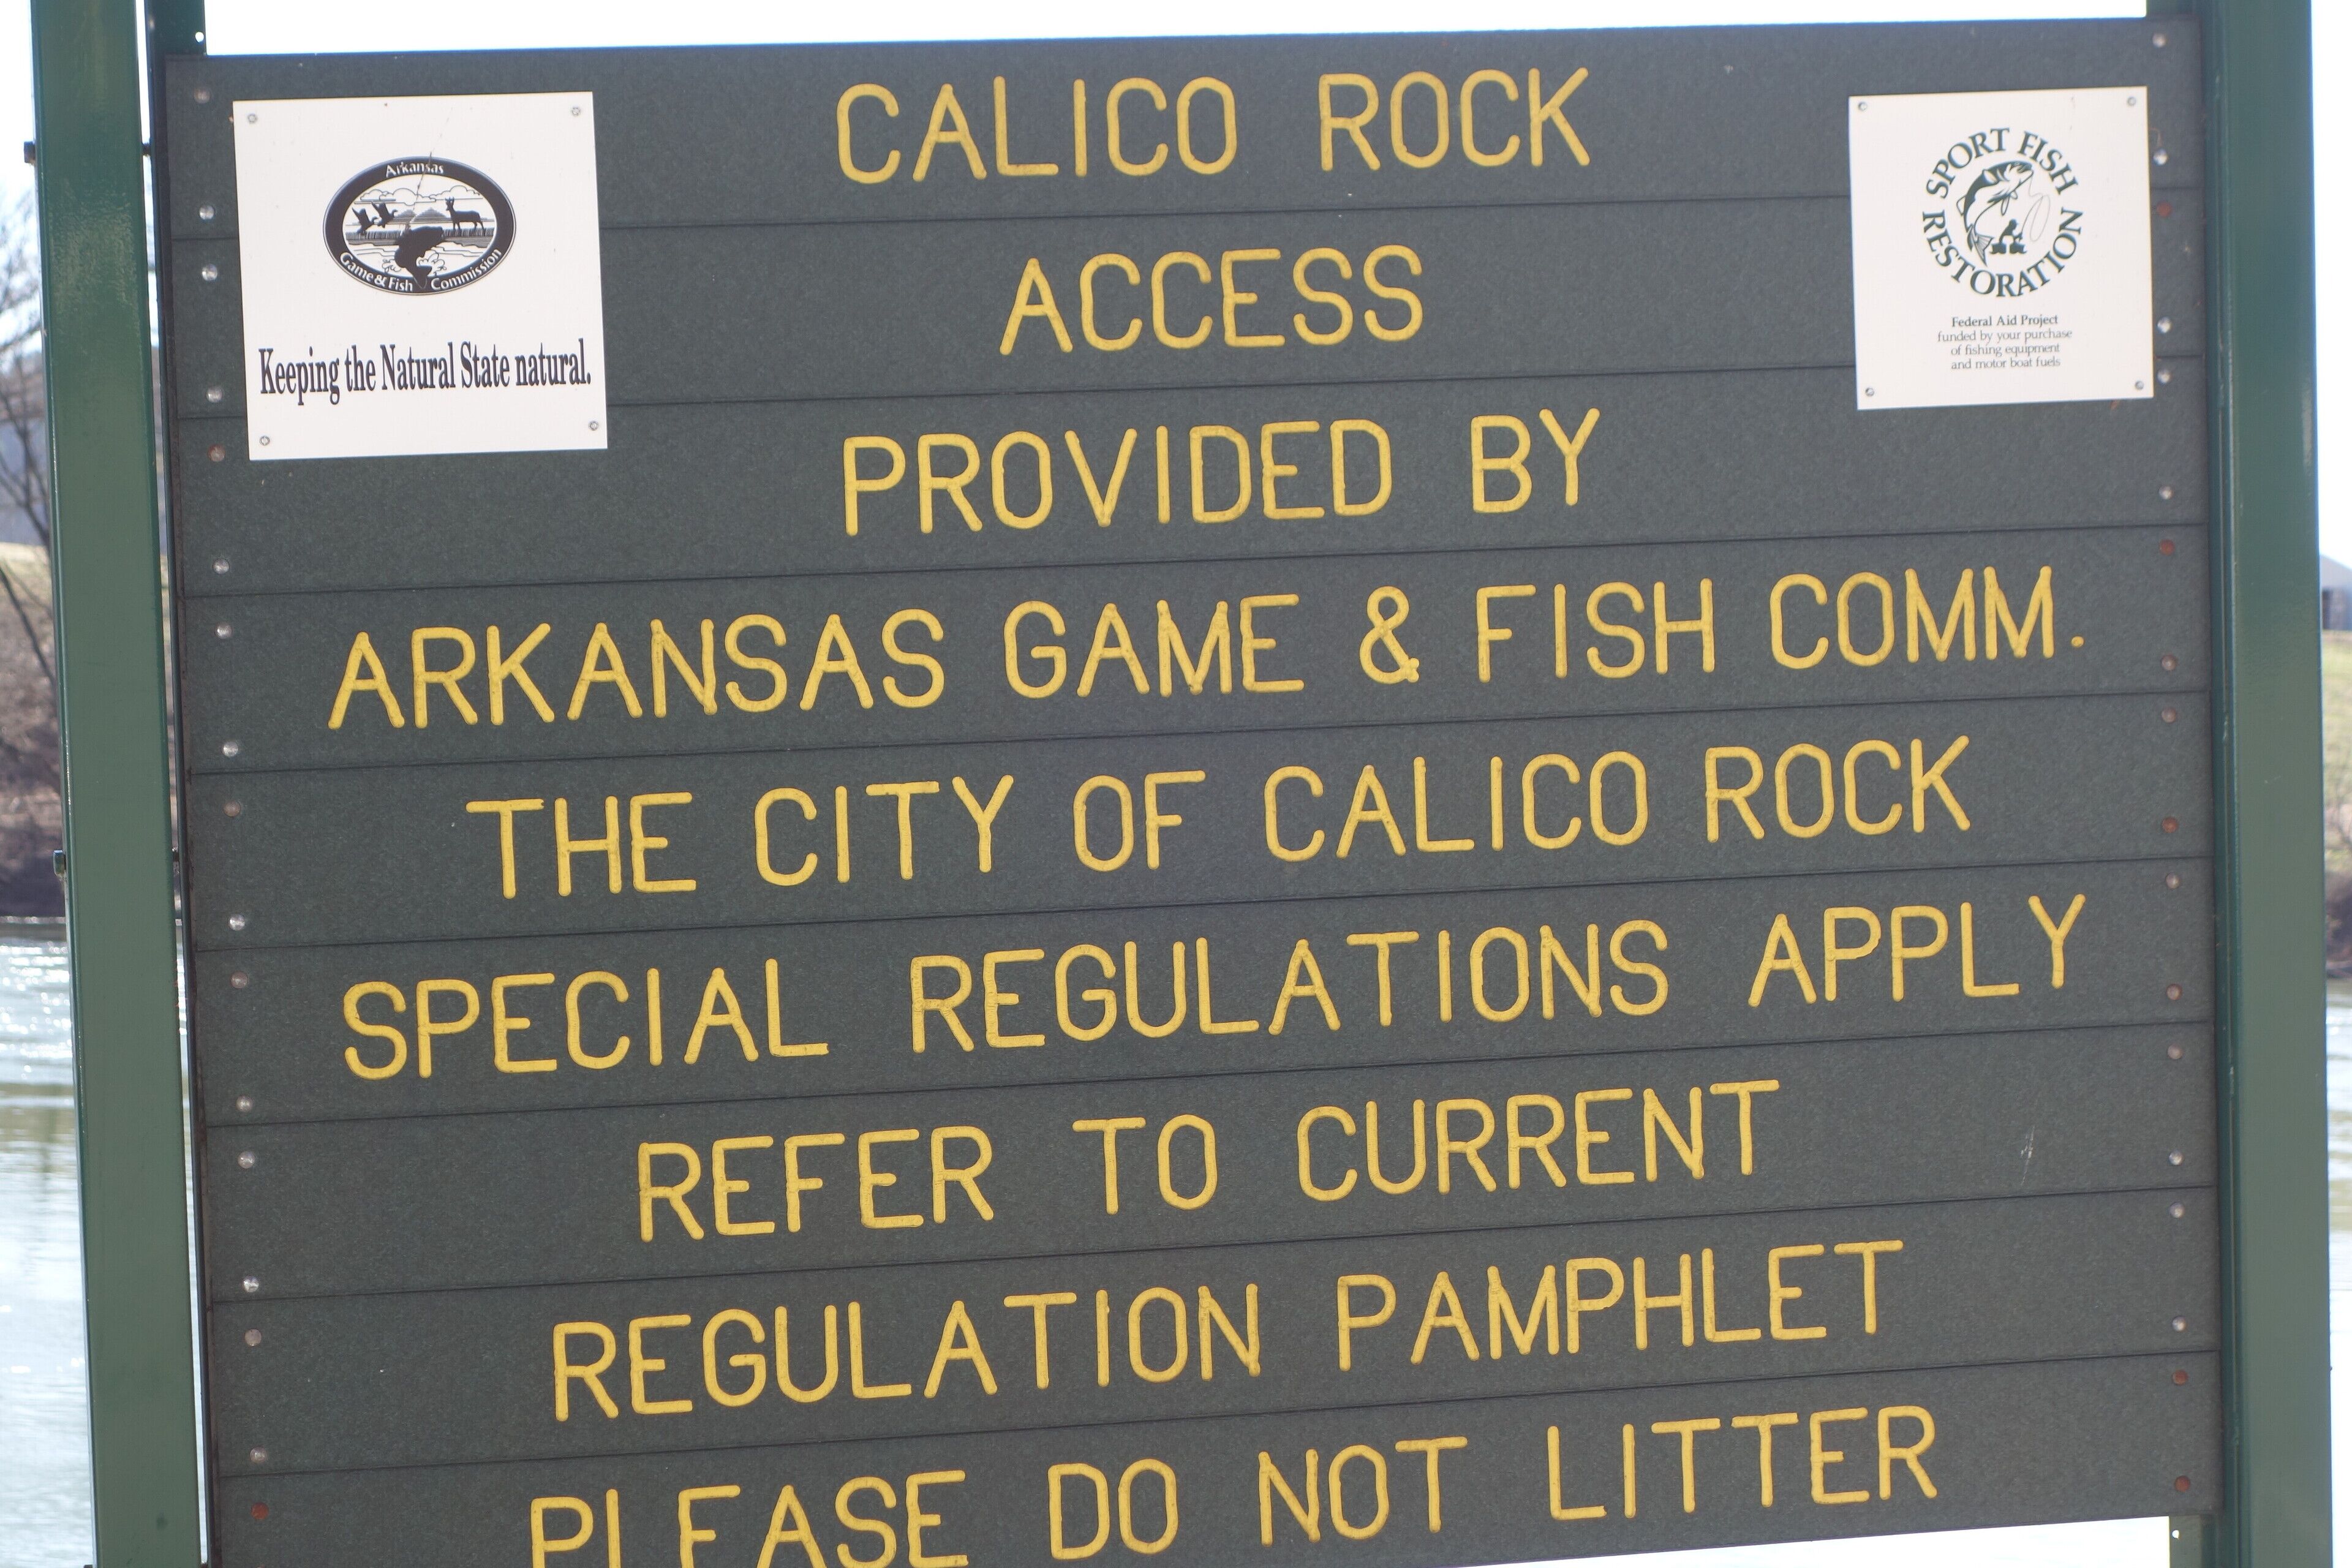 CALICO ROCK
ACCESS
PROVIDED BY
ARKANSAS GAME & FISH COMM.
THE CITY OF CALICO ROCK
SPECIAL REGULATIONS APPLY
REFER TO CURRENT
REGULATION PAMPHLET
PLEASE DO NOT LITTER
Arkansas
Game & Fish Commission
Keeping the Natural State natural.
SPORT FISH
RESTORATION
Federal Aid Project
funded by your purchase
of fishing equipment
and motor boat fuels